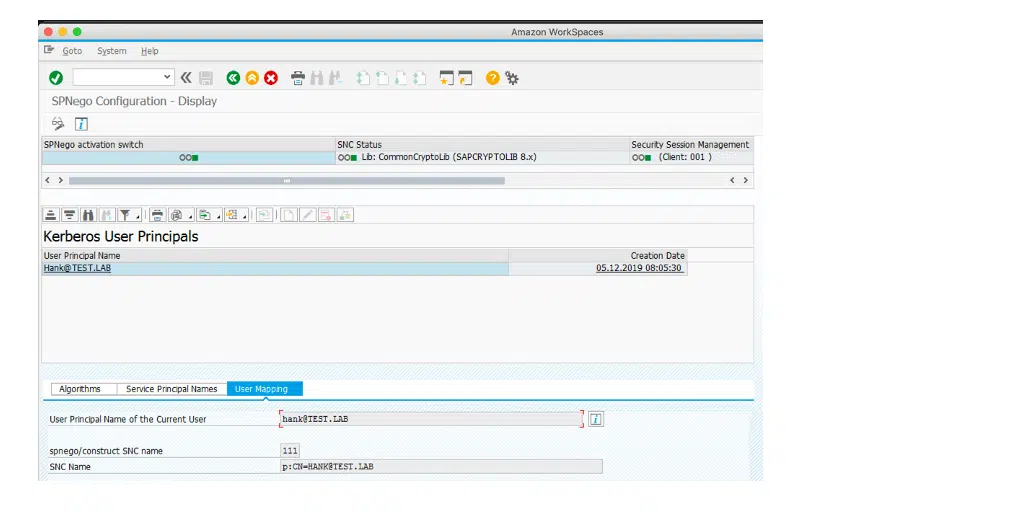 Amazon WorkSpaces
Goto System Help
SPNego Configuration - Display
SPNego activation switch SNC Status Security Session Management
Lib: CommonCryptoLib (SAPCRYPTOLIB 8.x) (Client: 001 )
Kerberos User Principals
User Principal Name Creation Date
Hank@TEST.LAB 05.12.2019 08:05:30
Algorithms Service Principal Names User Mapping
User Principal Name of the Current User hank@TEST.LAB
spnego/construct SNC name 111
SNC Name p:CN=HANK@TEST.LAB